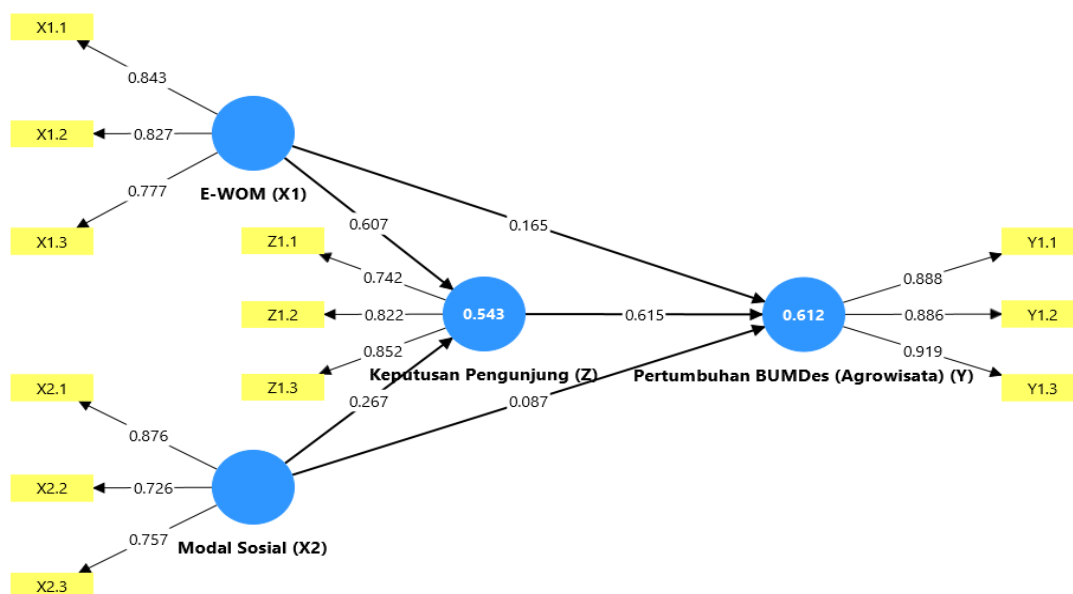 X1.1
0.843
X1.2
0.827
0.777
X1.3
E-WOM (X1)
0.607
0.165
Z1.1
0.742
Z1.2
0.822
0.543
0.852
Z1.3
Keputusan Pengunjung (Z)
0.615
0.612
Pertumbuhan BUMDes (Agrowisata) (Y)
0.888
Y1.1
0.886
Y1.2
0.919
Y1.3
0.267
0.087
X2.1
0.876
X2.2
0.726
0.757
X2.3
Modal Sosial (X2)